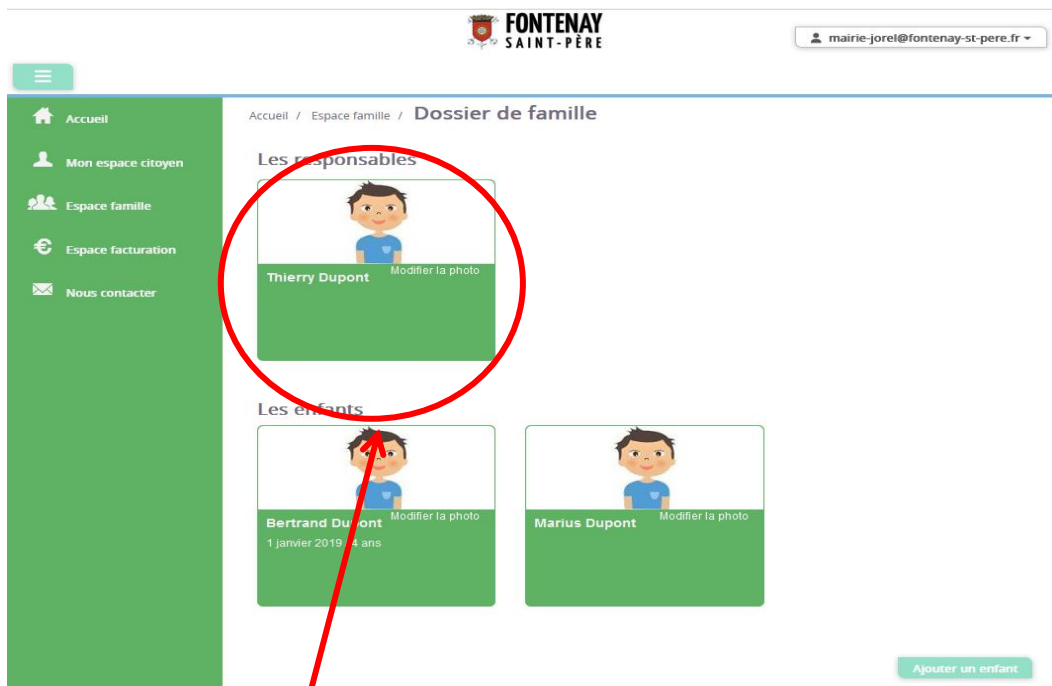 FONTENAY
SAINT-PÈRE
mairie-jorel@fontenay-st-pere.fr
Accueil
Mon espace citoyen
Espace famille
Espace facturation
Nous contacter
Accueil / Espace famille / Dossier de famille
Les responsables
Modifier la photo
Thierry Dupont
Les enfants
Modifier la photo
Bertrand Dupont
1 janvier 2019 /4 ans
Modifier la photo
Marius Dupont
Ajouter un enfant